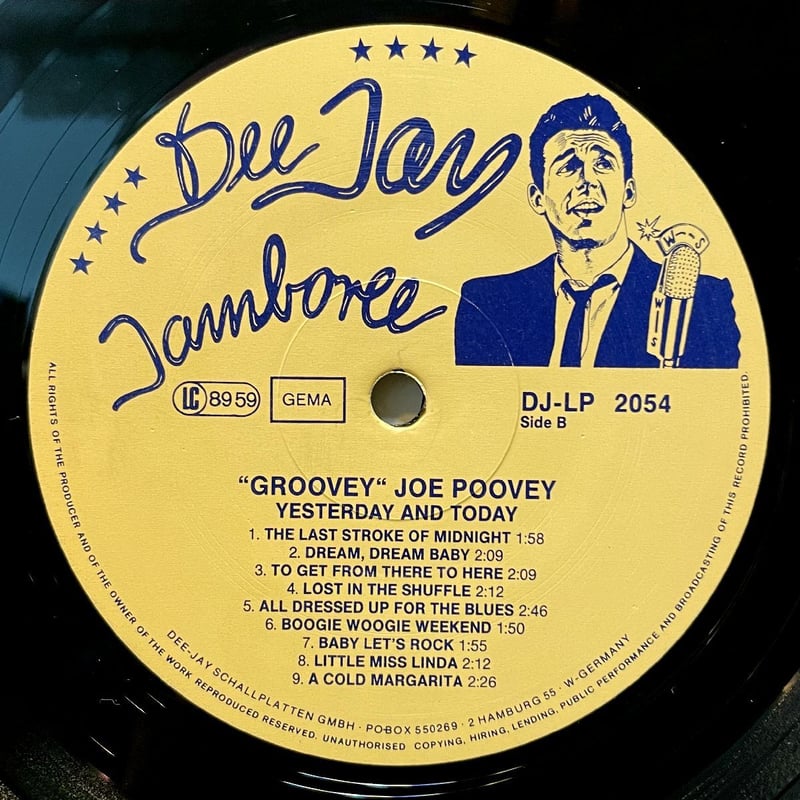 Dee Jay
Jamboree
W--S
WTS
LC 8959
GEMA
DJ-LP 2054
Side B
“GROOVEY“ JOE POOVEY
YESTERDAY AND TODAY
1. THE LAST STROKE OF MIDNIGHT 1:58
2. DREAM, DREAM BABY 2:09
3. TO GET FROM THERE TO HERE 2:09
4. LOST IN THE SHUFFLE 2:12
5. ALL DRESSED UP FOR THE BLUES 2:46
6. BOOGIE WOOGIE WEEKEND 1:50
7. BABY LET'S ROCK 1:55
8. LITTLE MISS LINDA 2:12
9. A COLD MARGARITA 2:26
DEE-JAY SCHALLPLATTEN GMBH · PO-BOX 550269 · 2 HAMBURG 55 · W-GERMANY
ALL RIGHTS OF THE PRODUCER AND OF THE OWNER OF THE WORK REPRODUCED RESERVED. UNAUTHORISED COPYING, HIRING, LENDING, PUBLIC PERFORMANCE AND BROADCASTING OF THIS RECORD PROHIBITED.